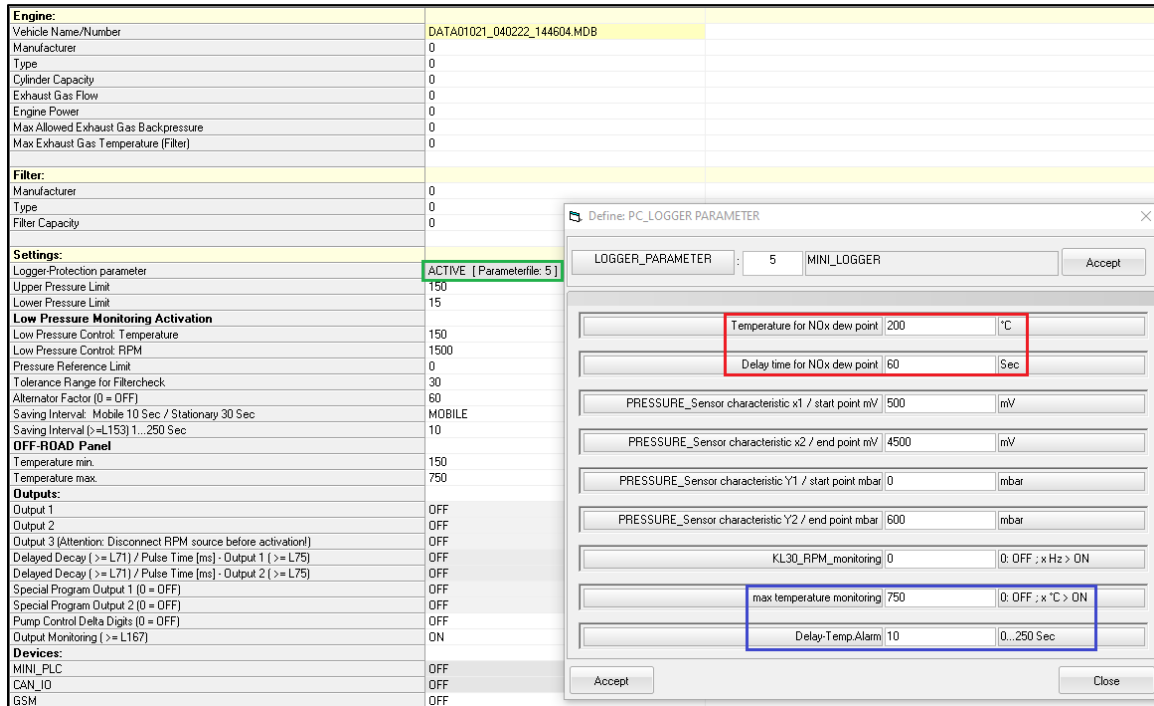 Engine:
Vehicle Name/Number DATA01021_040222_144604.MDB
Manufacturer 0
Type 0
Cylinder Capacity 0
Exhaust Gas Flow 0
Engine Power 0
Max Allowed Exhaust Gas Backpressure 0
Max Exhaust Gas Temperature (Filter) 0
Filter:
Manufacturer 0
Type 0
Filter Capacity 0
Settings:
Logger-Protection parameter ACTIVE [ Parameterfile: 5 ]
Upper Pressure Limit 150
Lower Pressure Limit 15
Low Pressure Monitoring Activation
Low Pressure Control: Temperature 150
Low Pressure Control: RPM 1500
Pressure Reference Limit 0
Tolerance Range for Filtercheck 30
Alternator Factor (0 = OFF) 60
Saving Interval: Mobile 10 Sec / Stationary 30 Sec MOBILE
Saving Interval (>=L153) 1...250 Sec 10
OFF-ROAD Panel
Temperature min. 150
Temperature max. 750
Outputs:
Output 1 OFF
Output 2 OFF
Output 3 (Attention: Disconnect RPM source before activation!) OFF
Delayed Decay ( >= L71) / Pulse Time [ms] - Output 1 ( >= L75) OFF
Delayed Decay ( >= L71) / Pulse Time [ms] - Output 2 ( >= L75) OFF
Special Program Output 1 (0 = OFF) OFF
Special Program Output 2 (0 = OFF) OFF
Pump Control Delta Digits (0 = OFF) OFF
Output Monitoring ( >= L167) ON
Devices:
MINI_PLC OFF
CAN_IO OFF
GSM OFF
Define: PC_LOGGER PARAMETER
LOGGER_PARAMETER : 5 MINI_LOGGER Accept
Temperature for NOx dew point 200 °C
Delay time for NOx dew point 60 Sec
PRESSURE_Sensor characteristic x1 / start point mV 500 mV
PRESSURE_Sensor characteristic x2 / end point mV 4500 mV
PRESSURE_Sensor characteristic Y1 / start point mbar 0 mbar
PRESSURE_Sensor characteristic Y2 / end point mbar 600 mbar
KL30_RPM_monitoring 0 0: OFF ; x Hz > ON
max temperature monitoring 750 0: OFF ; x °C > ON
Delay-Temp.Alarm 10 0...250 Sec
Accept Close